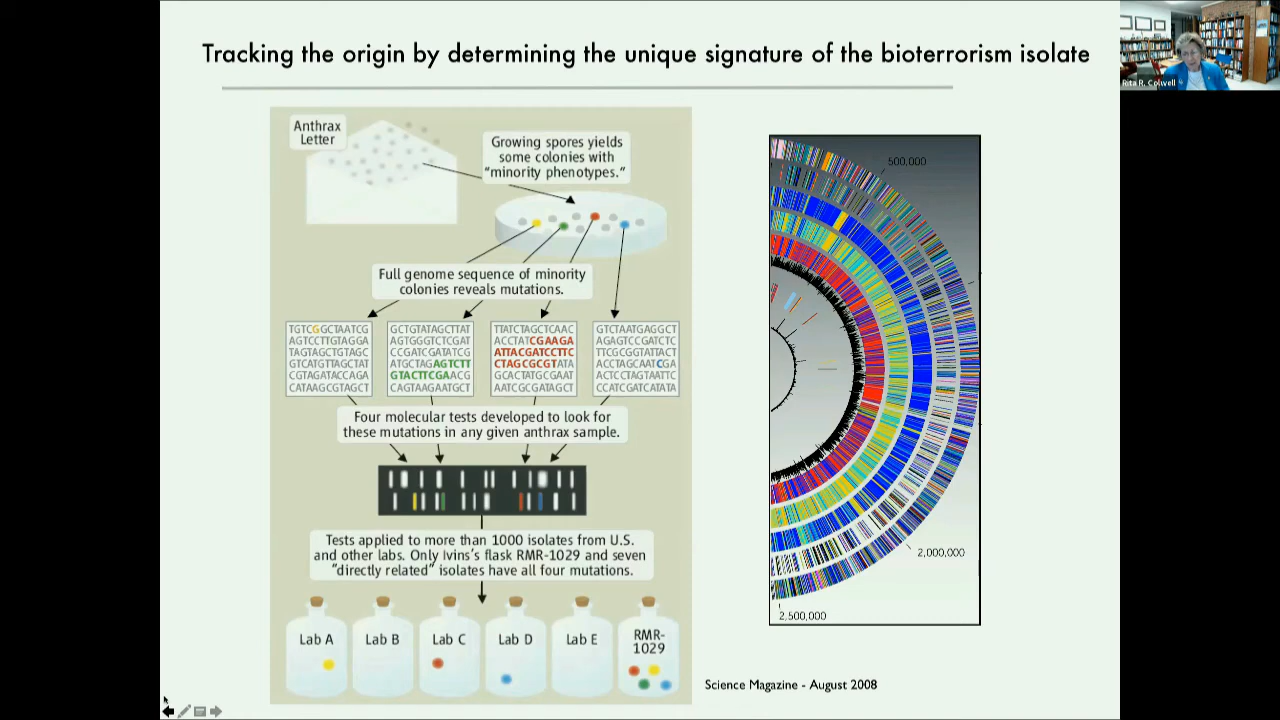 Tracking the origin by determining the unique signature of the bioterrorism isolate
Rita R. Colwell
Anthrax
Letter
Growing spores yields
some colonies with
“minority phenotypes.”
Full genome sequence of minority
colonies reveals mutations.
TGTCGGCTAATCG
AGTCCTTGTAGGA
TAGTAGCTGTAGC
GTCATGTTAGCTAT
CGTAGATACCAGA
CATAAGCGTAGCT
GCTGTATAGCTTAT
AGTGGGTCTCGAT
CCGATCGATATCG
ATGCTAGAGTCTT
GTACTTCGAACG
CAGTAAGAATGCT
TTATCTAGCTCAAC
ACCTATCGAAGA
ATTACGATCCTTC
CTAGCGCGTATA
GCACTATGCGAAT
AATCGCGATAGCT
GTCTAATGAGGCT
AGAGTCCGATCTC
TTCGCGGTATTACT
ACCTAGCAATCGA
ACTCCTAGTAATTC
CCATCGATCATATA
Four molecular tests developed to look for
these mutations in any given anthrax sample.
Tests applied to more than 1000 isolates from U.S.
and other labs. Only Ivins’s flask RMR-1029 and seven
“directly related” isolates have all four mutations.
Lab A
Lab B
Lab C
Lab D
Lab E
RMR-
1029
500,000
2,000,000
2,500,000
Science Magazine - August 2008